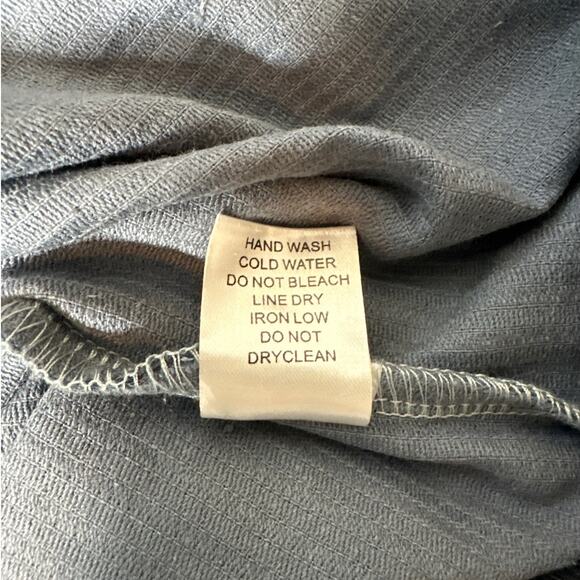 HAND WASH
COLD WATER
DO NOT BLEACH
LINE DRY
IRON LOW
DO NOT
DRYCLEAN